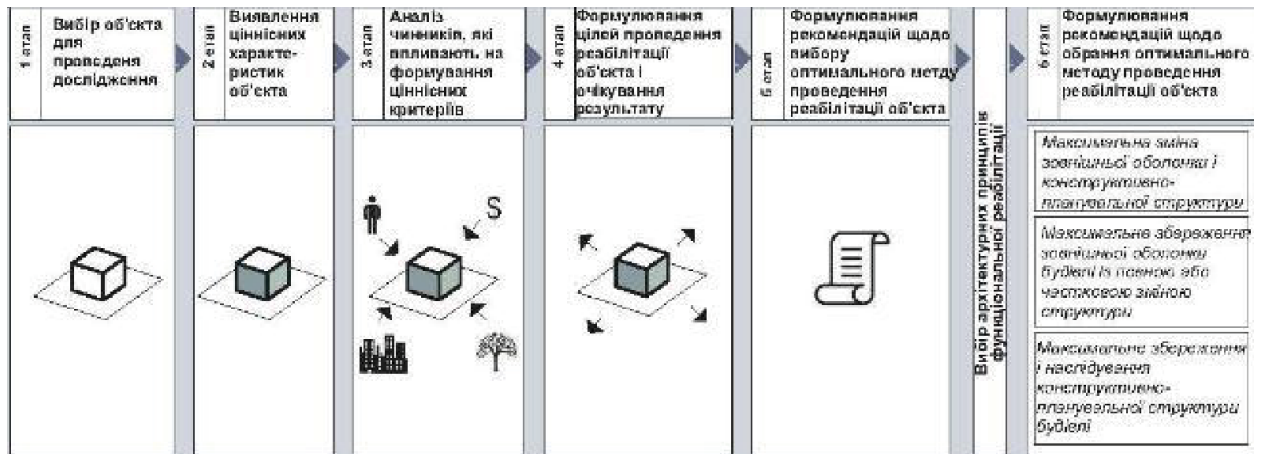 1 етап
Вибір об'єкта
для
проведеня
дослідження
2 етап
Виявлення
ціннісних
характе-
ристик
об'єкта
3 етап
Аналіз
чинників, які
впливають на
формування
ціннісних
критеріїв
4 етап
Формулювання
цілей проведення
реабілітації
об'єкта і
очікування
результату
5 етап
Формулювання
рекомендацій щодо
вибору
оптимального метду
проведення
реабілітації об'єкта
Вибір архітектурних принципів
функціональної реабілітації
6 етап
Формулювання
рекомендацій щодо
обрання оптимального
методу проведення
реабілітації об'єкта
S
Максимальна зміна
зовнішньої оболонки і
конструктивно-
планувальної структури
Максимальне збереження
зовнішньої оболонки
будівлі із повною або
частковою зміною
структури
Максимальне збереження
і наслідування
конструктивно-
планувальної структури
будівлі